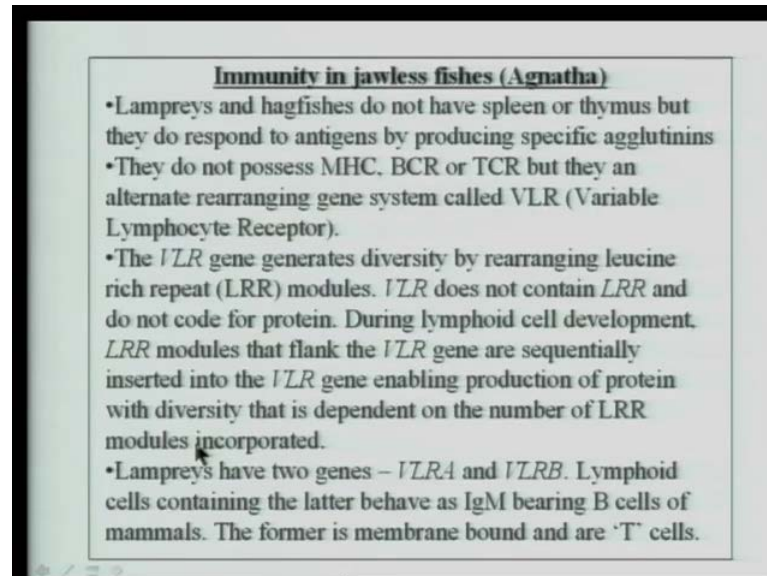 Immunity in jawless fishes (Agnatha)
•Lampreys and hagfishes do not have spleen or thymus but
they do respond to antigens by producing specific agglutinins
•They do not possess MHC, BCR or TCR but they an
alternate rearranging gene system called VLR (Variable
Lymphocyte Receptor).
•The VLR gene generates diversity by rearranging leucine
rich repeat (LRR) modules. VLR does not contain LRR and
do not code for protein. During lymphoid cell development,
LRR modules that flank the VLR gene are sequentially
inserted into the VLR gene enabling production of protein
with diversity that is dependent on the number of LRR
modules incorporated.
•Lampreys have two genes – VLRA and VLRB. Lymphoid
cells containing the latter behave as IgM bearing B cells of
mammals. The former is membrane bound and are ‘T’ cells.